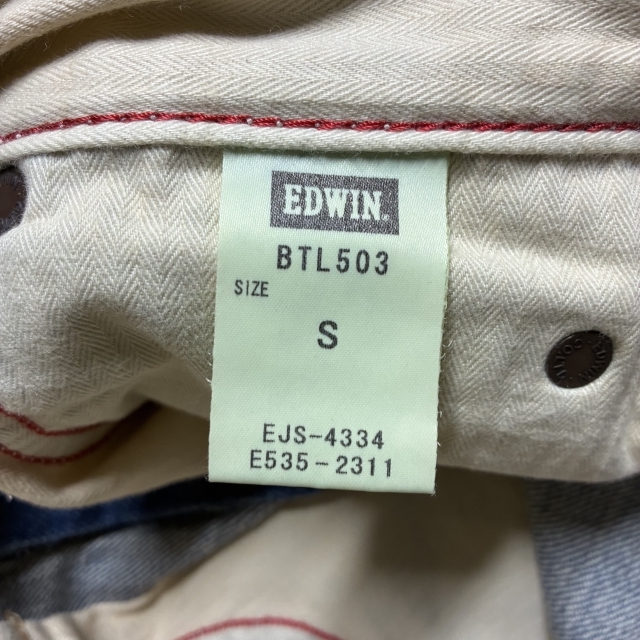 EDWIN
BTL503
SIZE
S
EJS-4334
E535-2311